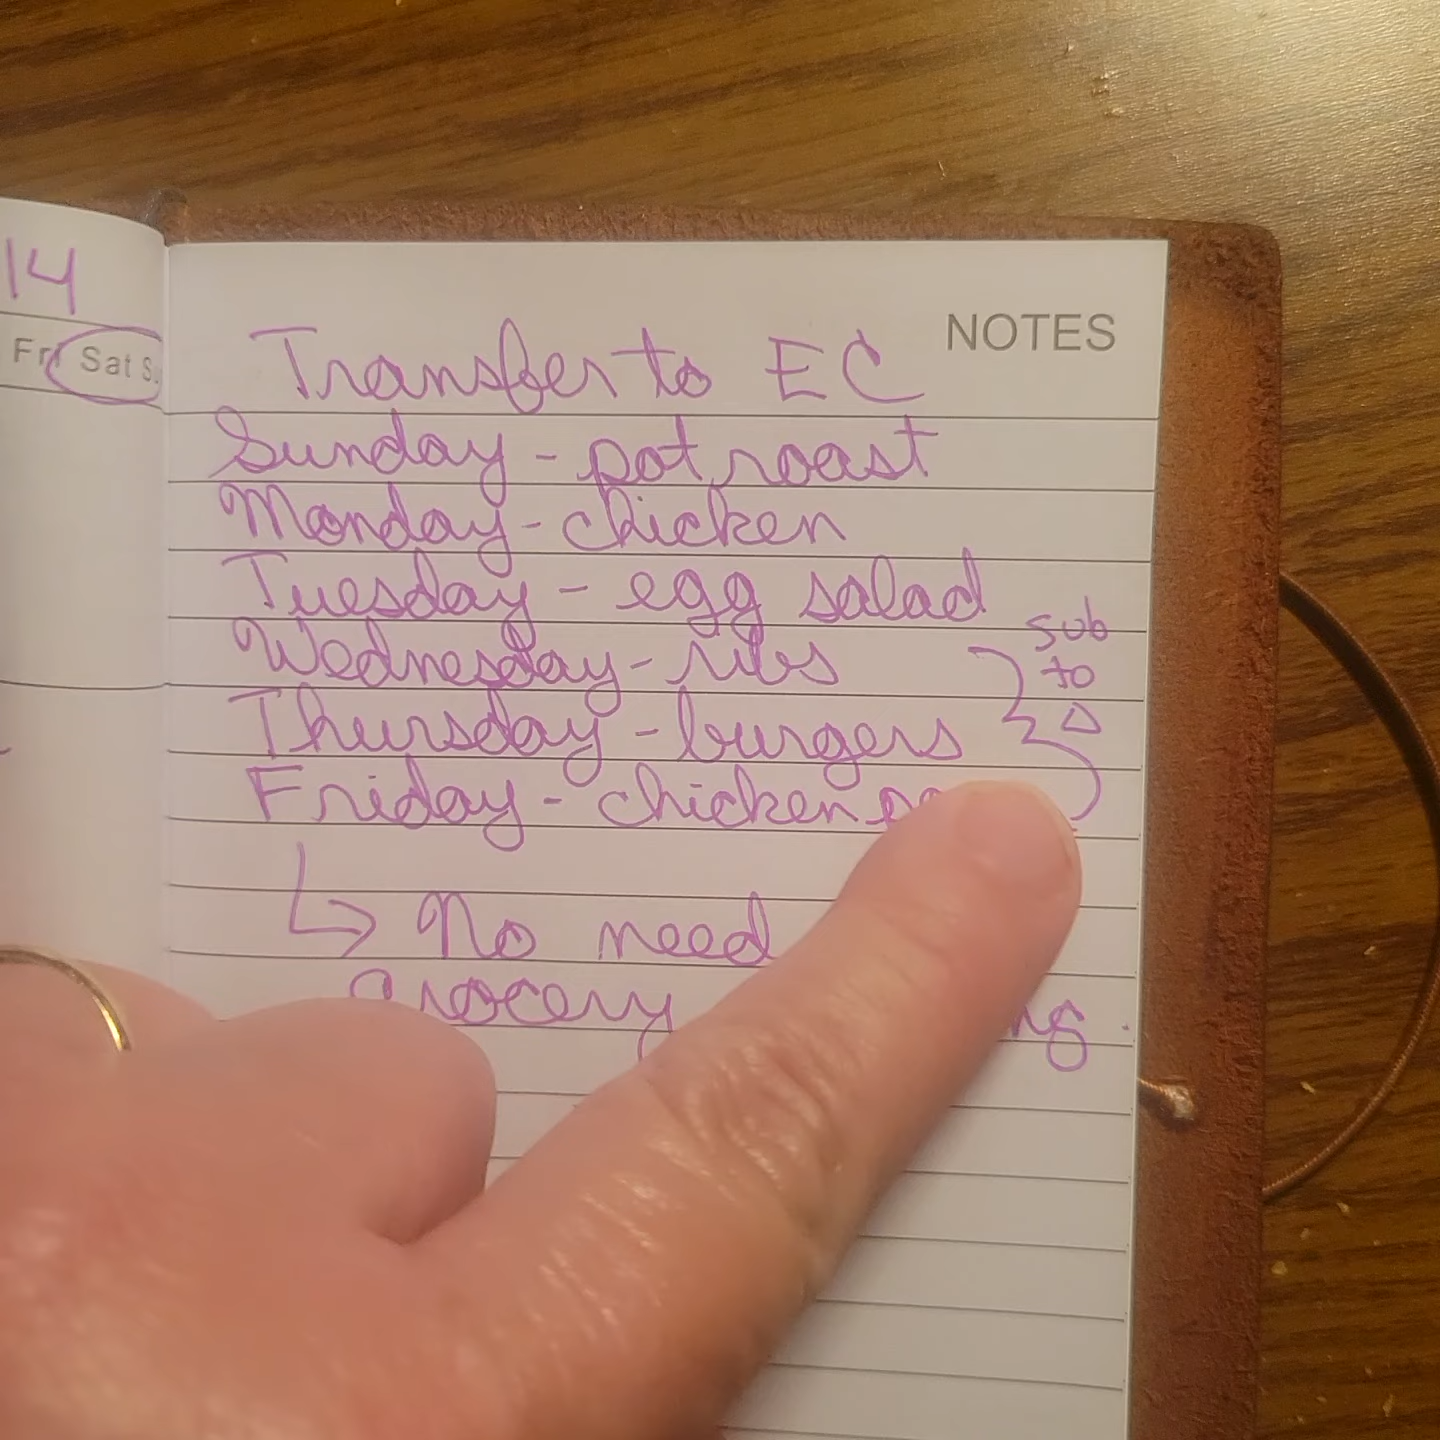 14
Fri Sat S
NOTES
Transfer to EC
Sunday - pot roast
Monday - chicken
Tuesday - egg salad
Wednesday - ribs
Thursday - burgers
Friday - chicken
sub
to
Δ
No need
grocery